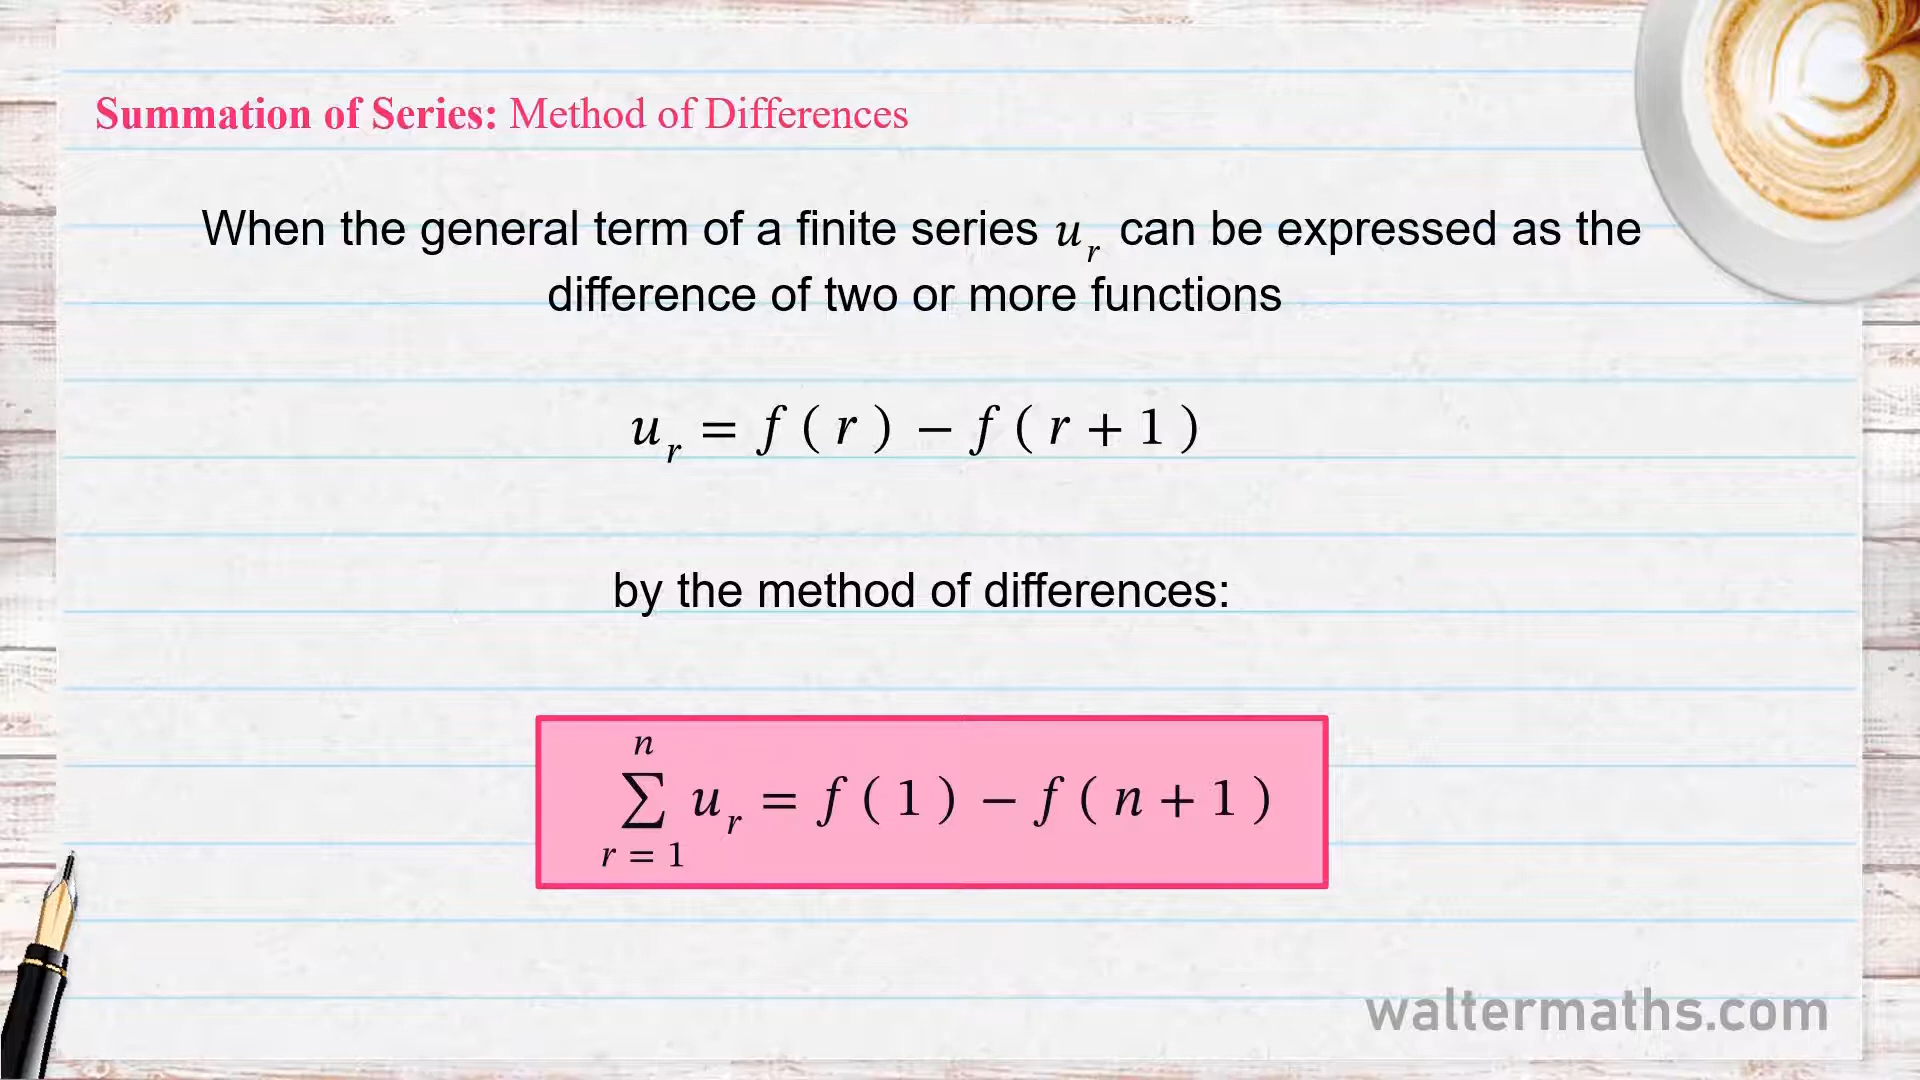 Summation of Series: Method of Differences
When the general term of a finite series u_r can be expressed as the
difference of two or more functions
u_r = f ( r ) − f ( r + 1 )
by the method of differences:
n
∑ u_r = f ( 1 ) − f ( n + 1 )
r = 1
waltermaths.com